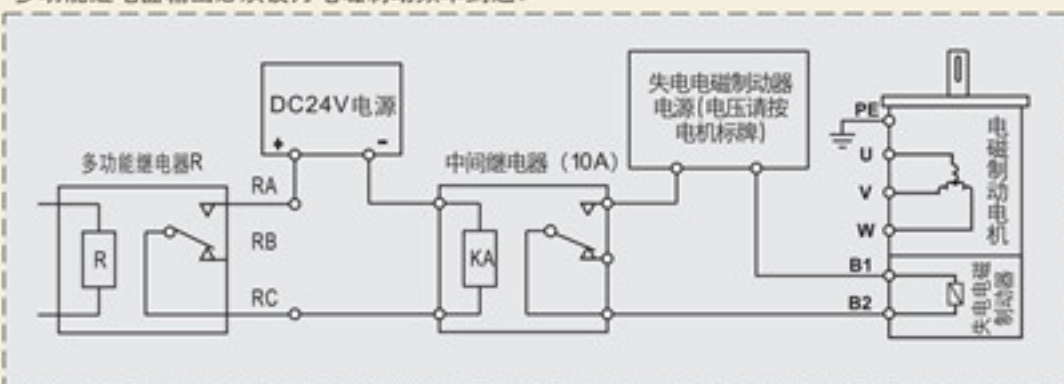 DC24V电源
+ -
失电电磁制动器
电源(电压请按
电机标牌)
多功能继电器R
中间继电器（10A）
RA
RB
RC
R
KA
PE
U
V
W
B1
B2
电磁制动电机
失电电磁
制动器